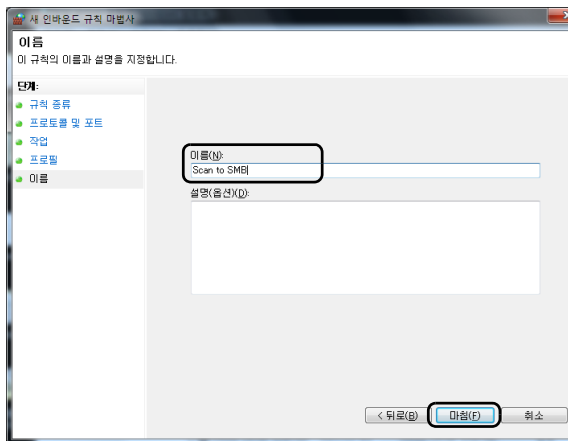 새 인바운드 규칙 마법사
이름
이 규칙의 이름과 설명을 지정합니다.
단계:
규칙 종류
프로토콜 및 포트
작업
프로필
이름
이름(N):
Scan to SMB
설명(옵션)(D):
< 뒤로(B)
마침(F)
취소